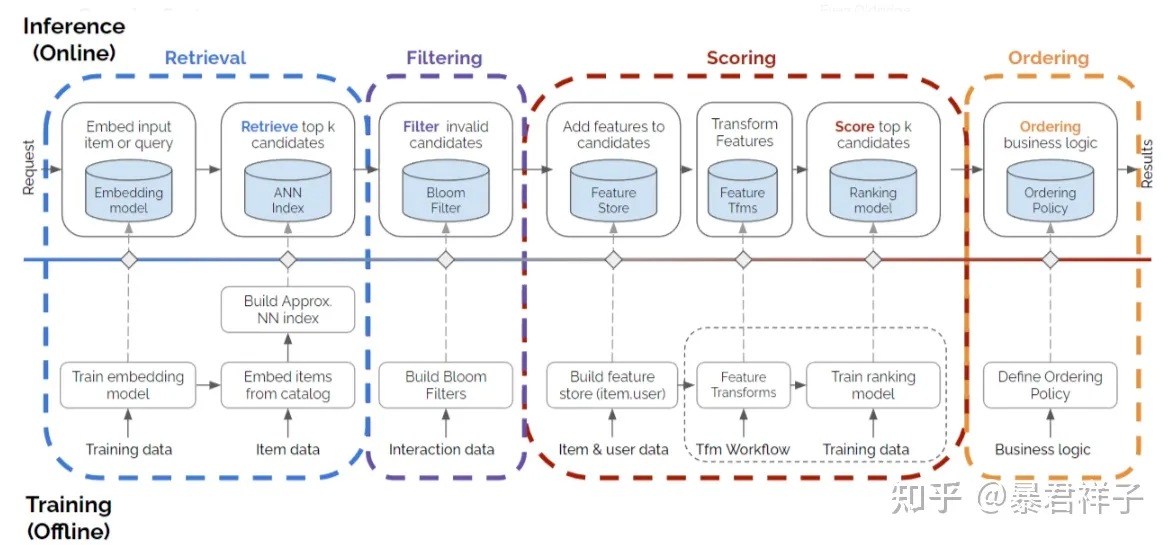 Inference
(Online)
Retrieval
Filtering
Scoring
Ordering
Request
Embed input
item or query
Embedding
model
Retrieve top k
candidates
ANN
Index
Filter invalid
candidates
Bloom
Filter
Add features to
candidates
Feature
Store
Transform
Features
Feature
Tfms
Score top k
candidates
Ranking
model
Ordering
business logic
Ordering
Policy
Results
Build Approx.
NN index
Train embedding
model
Embed items
from catalog
Build Bloom
Filters
Build feature
store (item,user)
Feature
Transforms
Train ranking
model
Define Ordering
Policy
Training data
Item data
Interaction data
Item & user data
Tfm Workflow
Training data
Business logic
Training
(Offline)
知乎 @暴君祥子